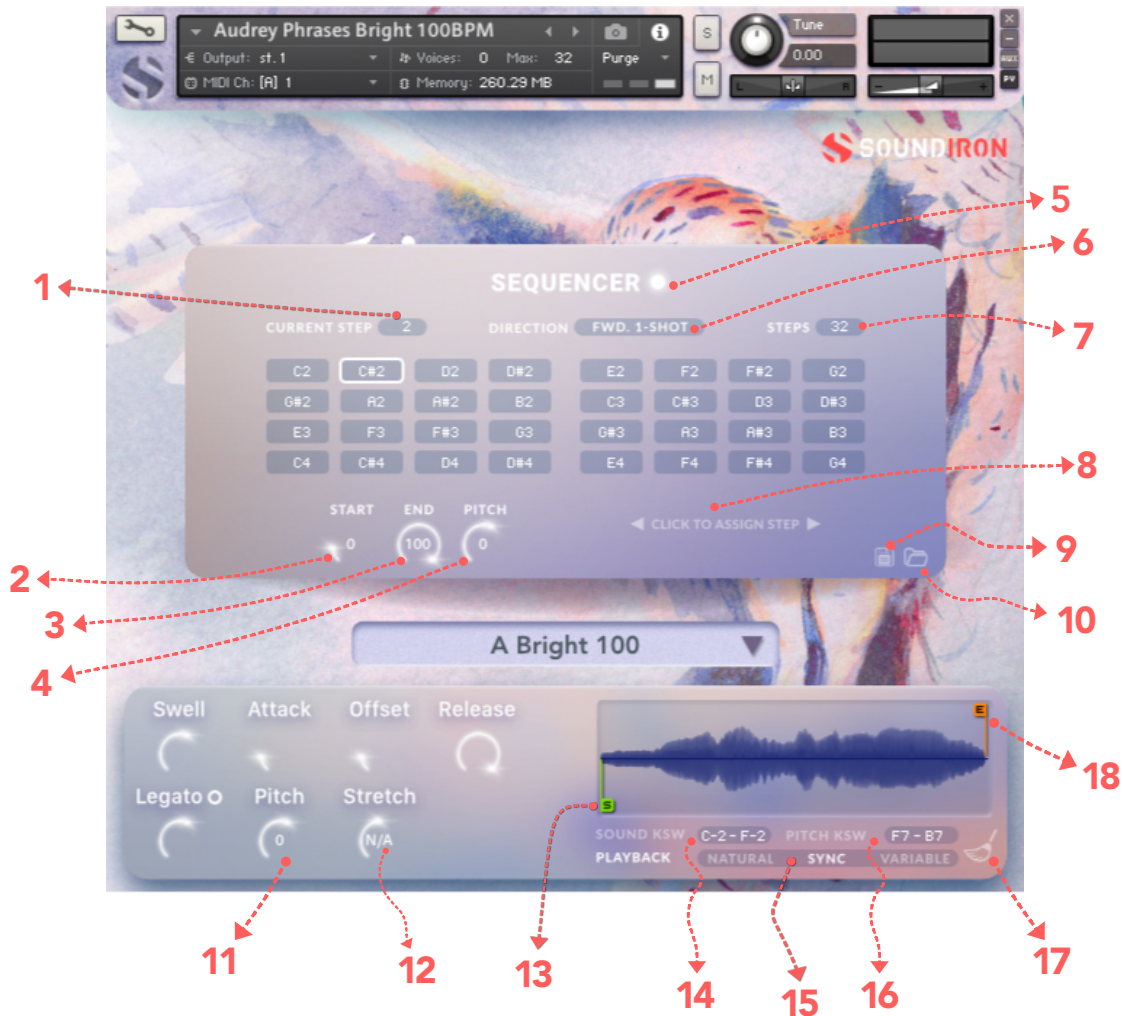 Audrey Phrases Bright 100BPM
Output: st.1 Voices: 0 Max: 32 Purge
MIDI Ch: [A] 1 Memory: 260.29 MB
S
M
Tune
0.00
L R
- +
×
-
AUX
PV
SOUNDIRON
SEQUENCER
5
6
1
CURRENT STEP 2 DIRECTION FWD. 1-SHOT STEPS 32
7
C2 C#2 D2 D#2 E2 F2 F#2 G2
G#2 A2 A#2 B2 C3 C#3 D3 D#3
E3 F3 F#3 G3 G#3 A3 A#3 B3
C4 C#4 D4 D#4 E4 F4 F#4 G4
8
START END PITCH
CLICK TO ASSIGN STEP
0 100 0
9
2
3
10
4
A Bright 100
Swell Attack Offset Release
E
18
Legato Pitch Stretch
S
0 N/A
SOUND KSW C-2 - F-2 PITCH KSW F7 - B7
PLAYBACK NATURAL SYNC VARIABLE
11 12 13 14 15 16 17